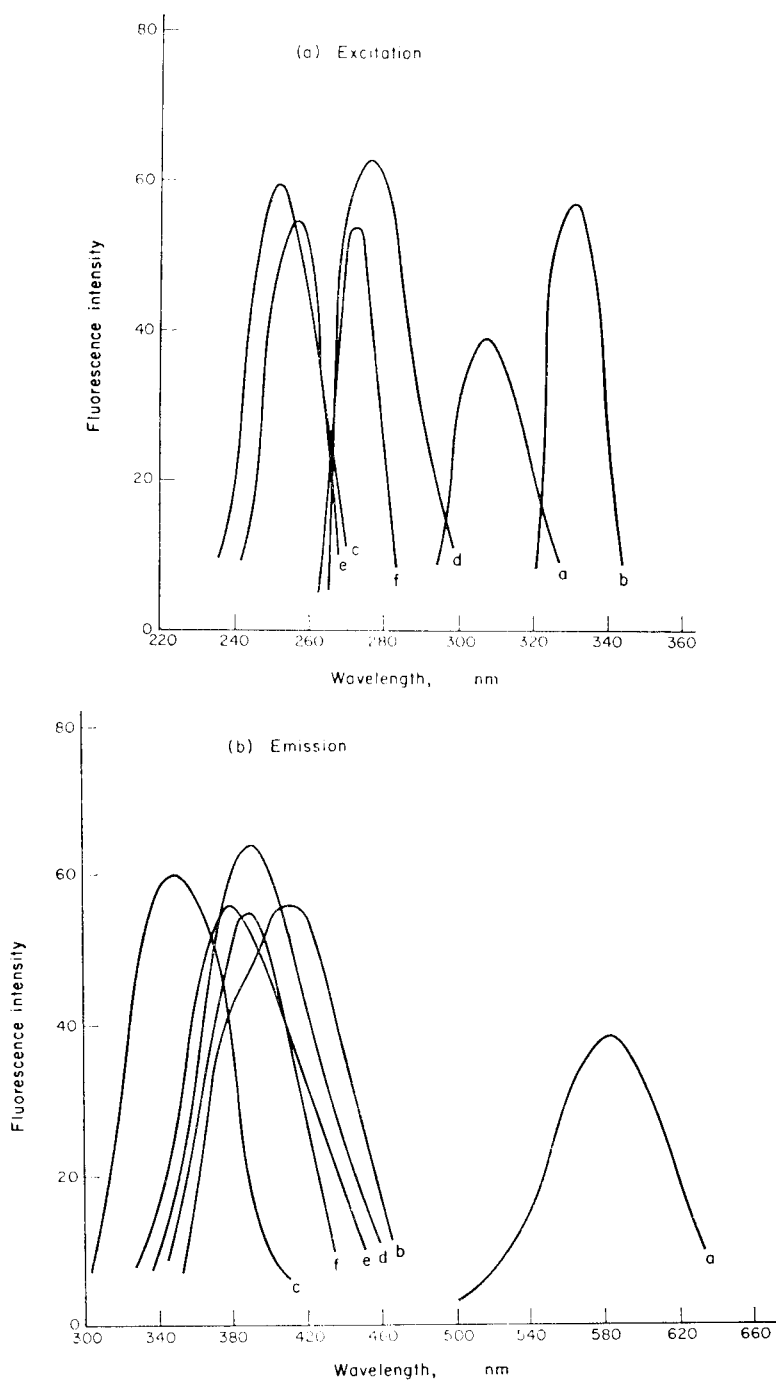 80
(a) Excitation
60
40
20
0
Fluorescence intensity
e c f d a b
220 240 260 280 300 320 340 360
Wavelength, nm
80
(b) Emission
60
40
20
0
Fluorescence intensity
c f e d b a
300 340 380 420 460 500 540 580 620 660
Wavelength, nm